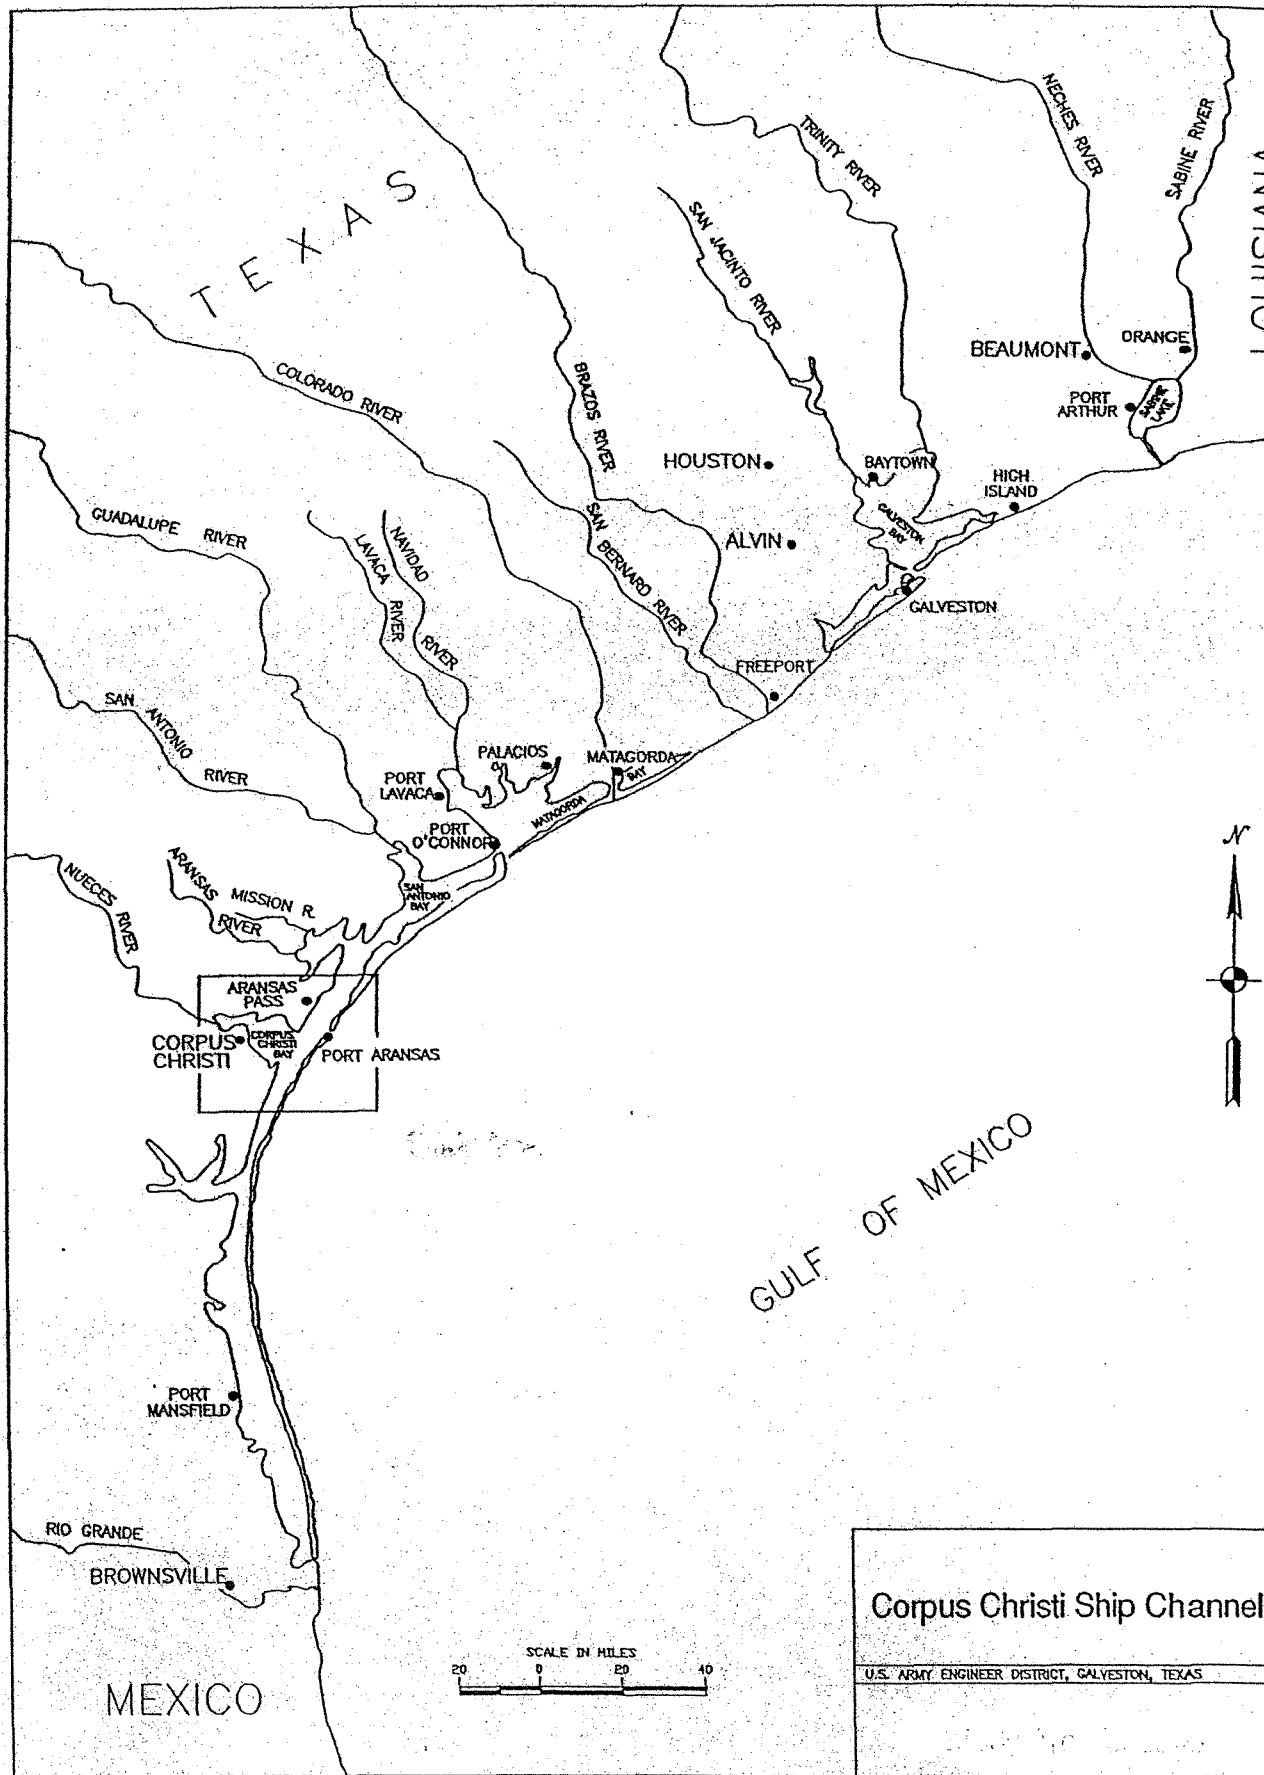 NECHES RIVER
SABINE RIVER
TRINITY RIVER
LOUISIANA
TEXAS
SAN JACINTO RIVER
BEAUMONT
ORANGE
COLORADO RIVER
BRAZOS RIVER
PORT
ARTHUR
SABINE
LAKE
HOUSTON
BAYTOWN
HIGH
ISLAND
GUADALUPE RIVER
SAN BERNARD RIVER
GALVESTON
BAY
ALVIN
LAVACA RIVER
NAVIDAD RIVER
GALVESTON
FREEPORT
SAN ANTONIO RIVER
PALACIOS
MATAGORDA
BAY
MATAGORDA
PORT
LAVACA
PORT
O'CONNOR
N
NUECES RIVER
ARANSAS RIVER
MISSION R.
SAN
ANTONIO
BAY
ARANSAS
PASS
CORPUS
CHRISTI
CORPUS
CHRISTI
BAY
PORT ARANSAS
GULF OF MEXICO
PORT
MANSFIELD
RIO GRANDE
BROWNSVILLE
MEXICO
SCALE IN MILES
20 0 20 40
Corpus Christi Ship Channel
U.S. ARMY ENGINEER DISTRICT, GALVESTON, TEXAS